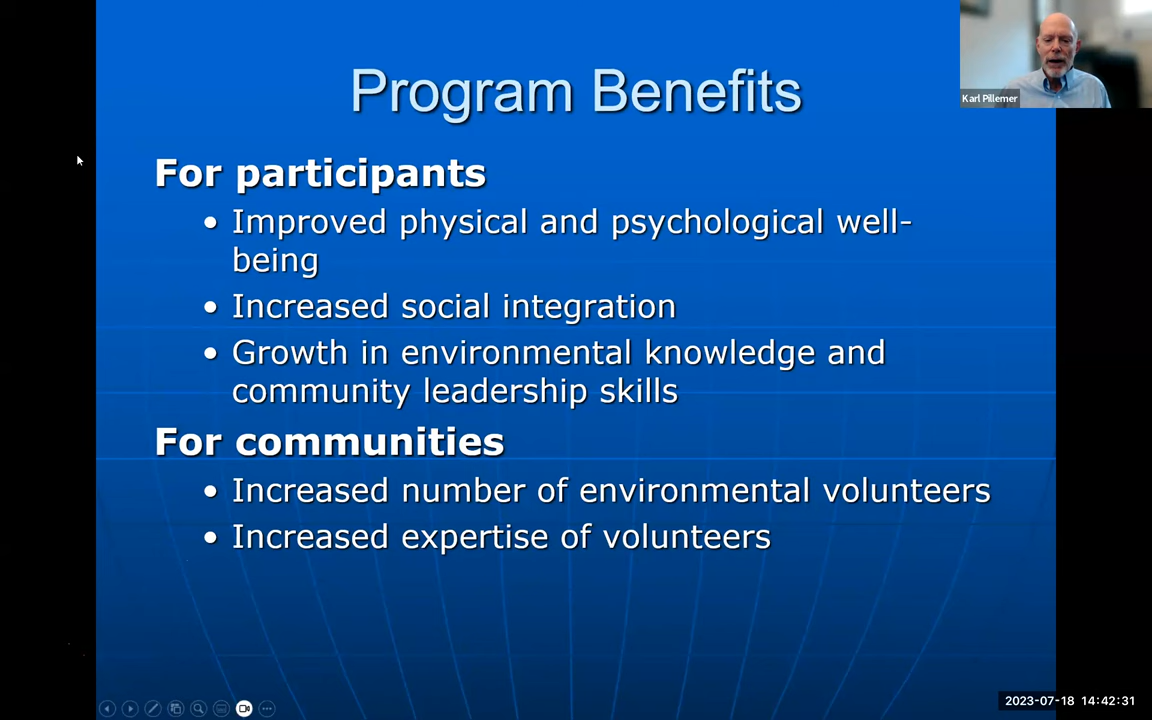 Program Benefits
Karl Pillemer
For participants
• Improved physical and psychological well-
being
• Increased social integration
• Growth in environmental knowledge and
community leadership skills
For communities
• Increased number of environmental volunteers
• Increased expertise of volunteers
2023-07-18 14:42:31